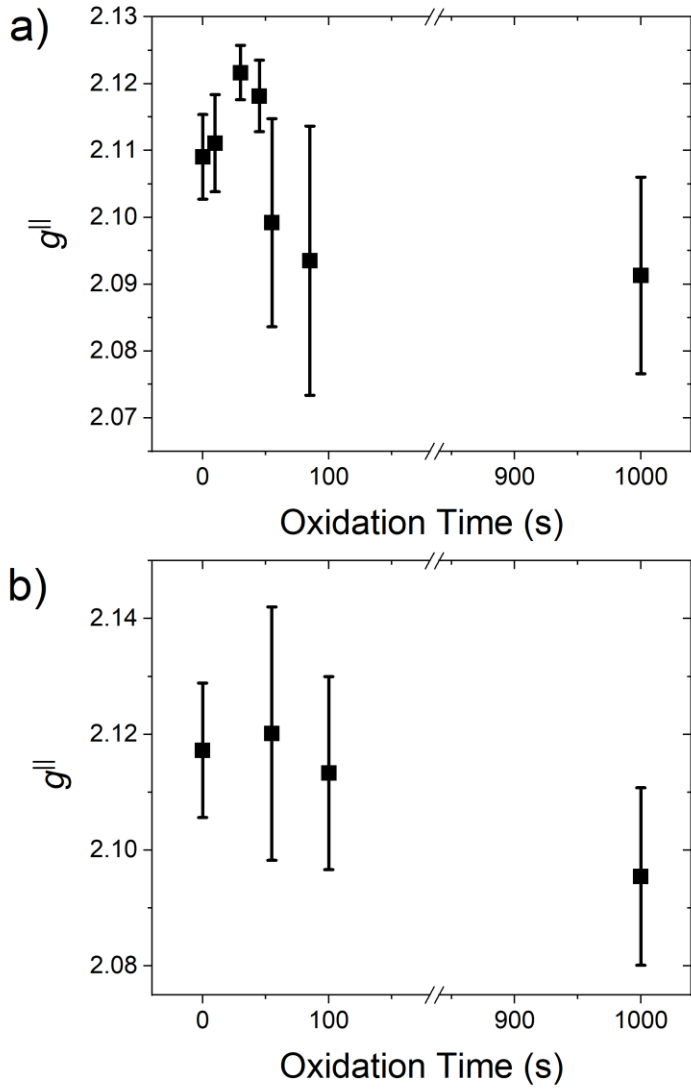 a)
2.13
2.12
2.11
2.10
2.09
2.08
2.07
g||
0 100 900 1000
Oxidation Time (s)
b)
2.14
2.12
2.10
2.08
g||
0 100 900 1000
Oxidation Time (s)